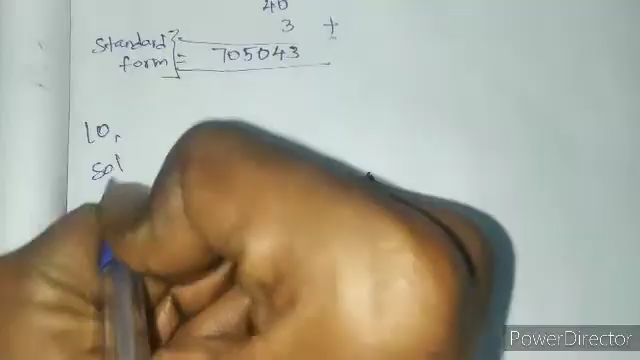 40
3 +
Standard
form = 705043
10,
Sol
PowerDirector